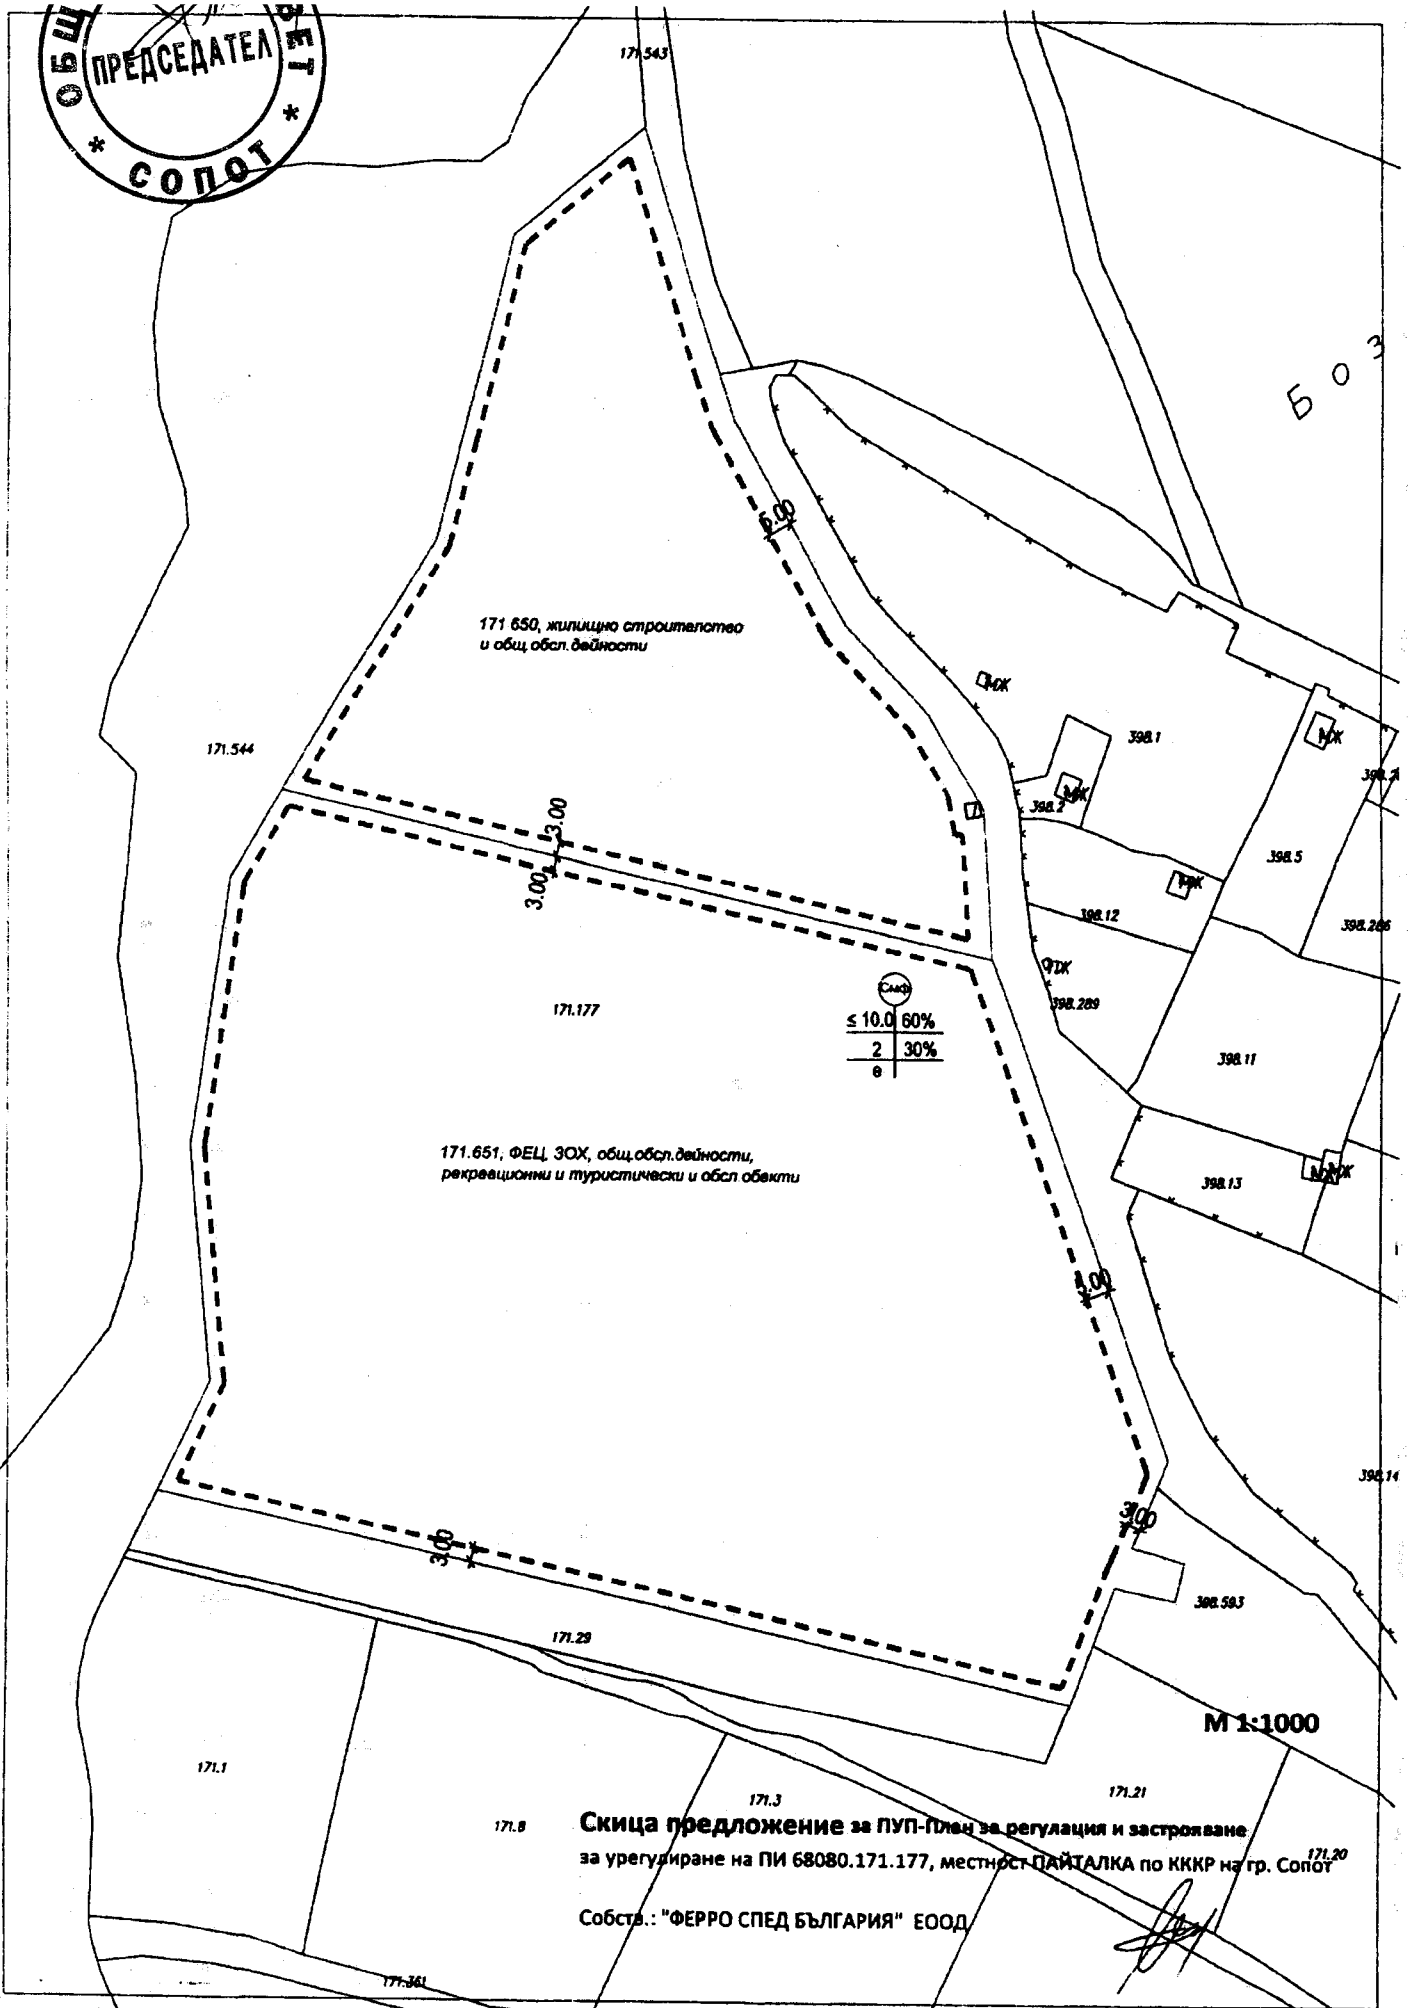 ПРЕДСЕДАТЕЛ
* СОПОТ *
171.543
Б о з
5.00
171 650, жилищно строителство
и общ.обсл.дейности
МЖ
398.1
МЖ
171.544
МЖ
398.2
3.00
398.5
3.00
МЖ
398.12
398.286
ПЖ
171.177
Смф
398.289
≤ 10.0 60%
2 30%
е
398.11
171.651, ФЕЦ, ЗОХ, общ.обсл.дейности,
рекреационни и туристически и обсл.обекти
МЖ МЖ
398.13
398.14
3.00
3.00
398.593
171.29
М 1:1000
171.1
171.3
171.21
171.8
Скица предложение за ПУП-План за регулация и застрояване
171.20
за урегулиране на ПИ 68080.171.177, местност ПАЙТАЛКА по КККР на гр. Сопот
Собств.: "ФЕРРО СПЕД БЪЛГАРИЯ" ЕООД
171.361